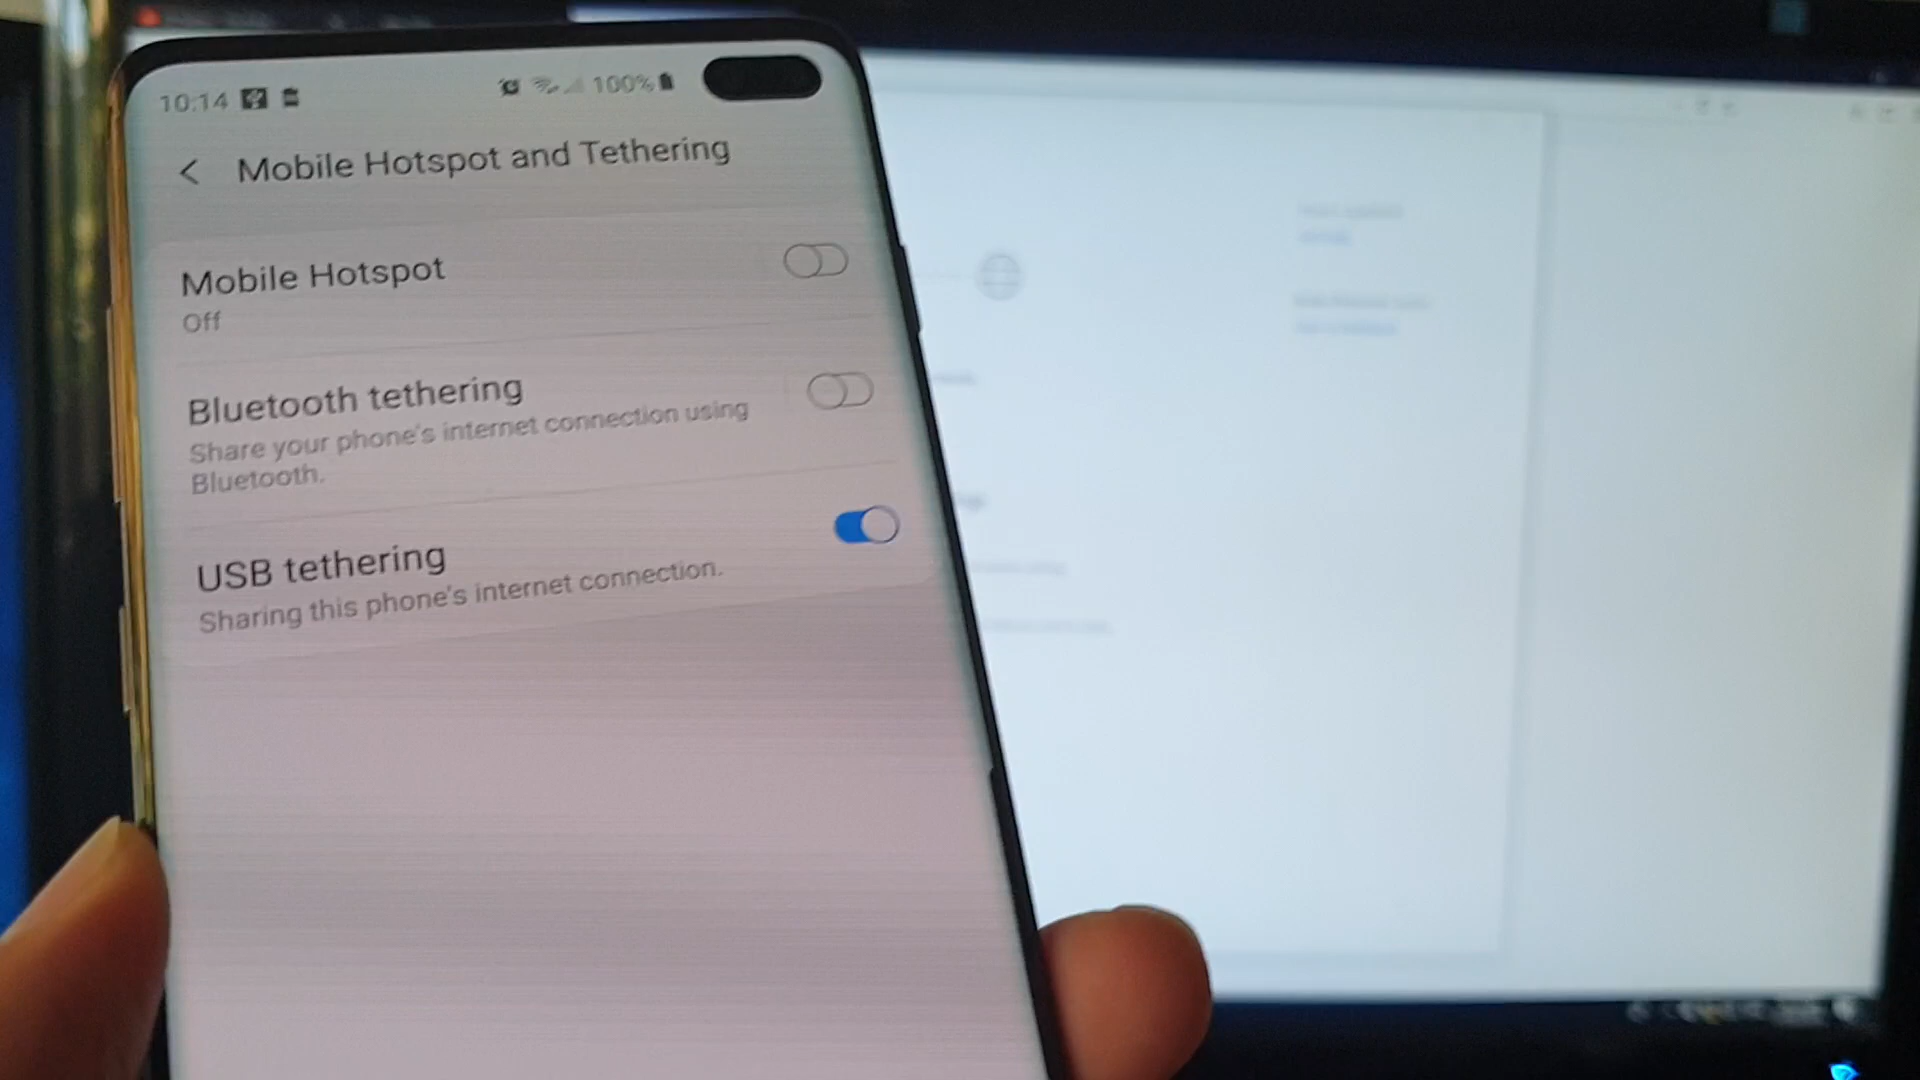 10:14 100%
< Mobile Hotspot and Tethering
Mobile Hotspot
Off
Bluetooth tethering
Share your phone's internet connection using
Bluetooth.
USB tethering
Sharing this phone's internet connection.